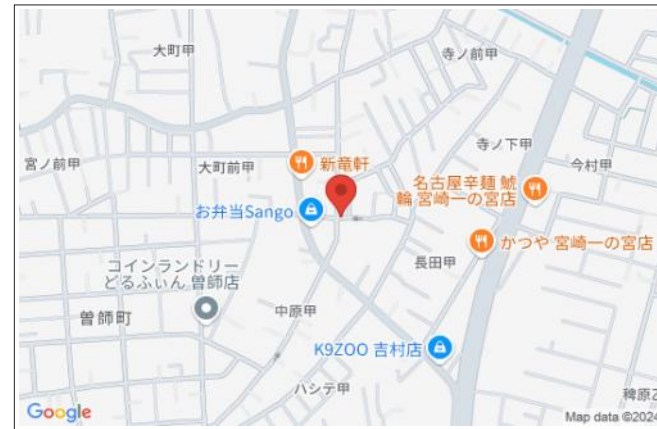 大町甲
寺ノ前甲
宮ノ前甲
大町前甲
新竜軒
寺ノ下甲
今村甲
名古屋辛麺 鯱
輪 宮崎一の宮店
お弁当Sango
かつや 宮崎一の宮店
長田甲
コインランドリー
どるふぃん 曽師店
曽師町
中原甲
K9ZOO 吉村店
ハシテ甲
稗原乙
Google
Map data ©2024